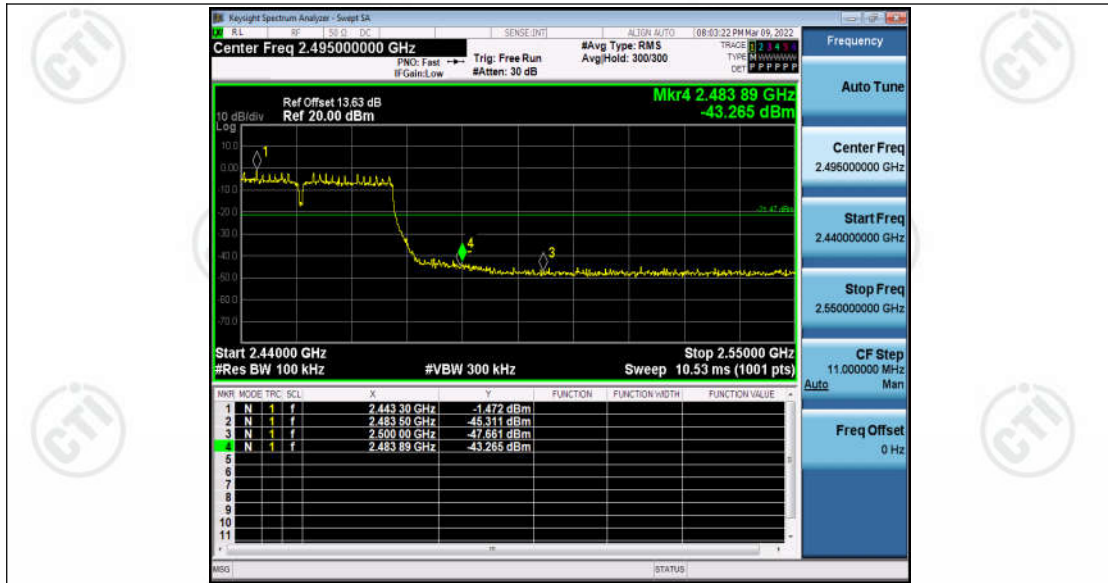 Keysight Spectrum Analyzer - Swept SA
RL RF 50 Ω DC SENSE:INT ALIGN AUTO 08:03:22 PM Mar 09, 2022
Center Freq 2.495000000 GHz
PNO: Fast
IFGain:Low
Trig: Free Run
#Atten: 30 dB
#Avg Type: RMS
Avg|Hold: 300/300
TRACE 1 2 3 4 5 6
TYPE M WWWWW
DET P P P P P P
Mkr4 2.483 89 GHz
-43.265 dBm
Ref Offset 13.63 dB
10 dB/div Ref 20.00 dBm
Log
10.0
0.00
-10.0
-20.0
-30.0
-40.0
-50.0
-60.0
-70.0
1
4
3
-21.47 dBm
Start 2.44000 GHz Stop 2.55000 GHz
#Res BW 100 kHz #VBW 300 kHz Sweep 10.53 ms (1001 pts)
MKR MODE TRC SCL X Y FUNCTION FUNCTION WIDTH FUNCTION VALUE
1 N 1 f 2.443 30 GHz -1.472 dBm
2 N 1 f 2.483 50 GHz -45.311 dBm
3 N 1 f 2.500 00 GHz -47.661 dBm
4 N 1 f 2.483 89 GHz -43.265 dBm
5
6
7
8
9
10
11
MSG STATUS
Frequency
Auto Tune
Center Freq
2.495000000 GHz
Start Freq
2.440000000 GHz
Stop Freq
2.550000000 GHz
CF Step
11.000000 MHz
Auto Man
Freq Offset
0 Hz
CTI
CTI
CTI
CTI